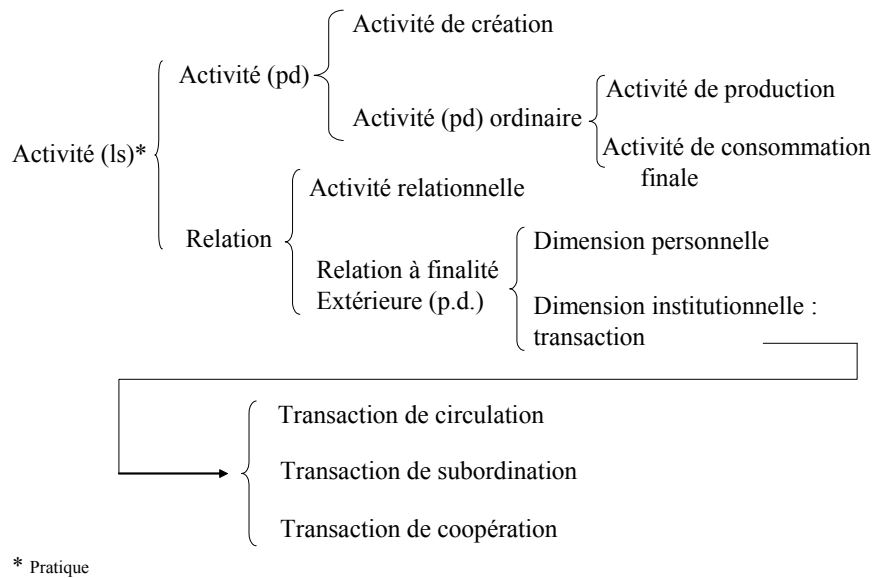 Activité de création
Activité (pd)
Activité de production
Activité (pd) ordinaire
Activité de consommation
finale
Activité (ls)*
Activité relationnelle
Relation
Dimension personnelle
Relation à finalité
Extérieure (p.d.)
Dimension institutionnelle :
transaction
Transaction de circulation
Transaction de subordination
Transaction de coopération
* Pratique